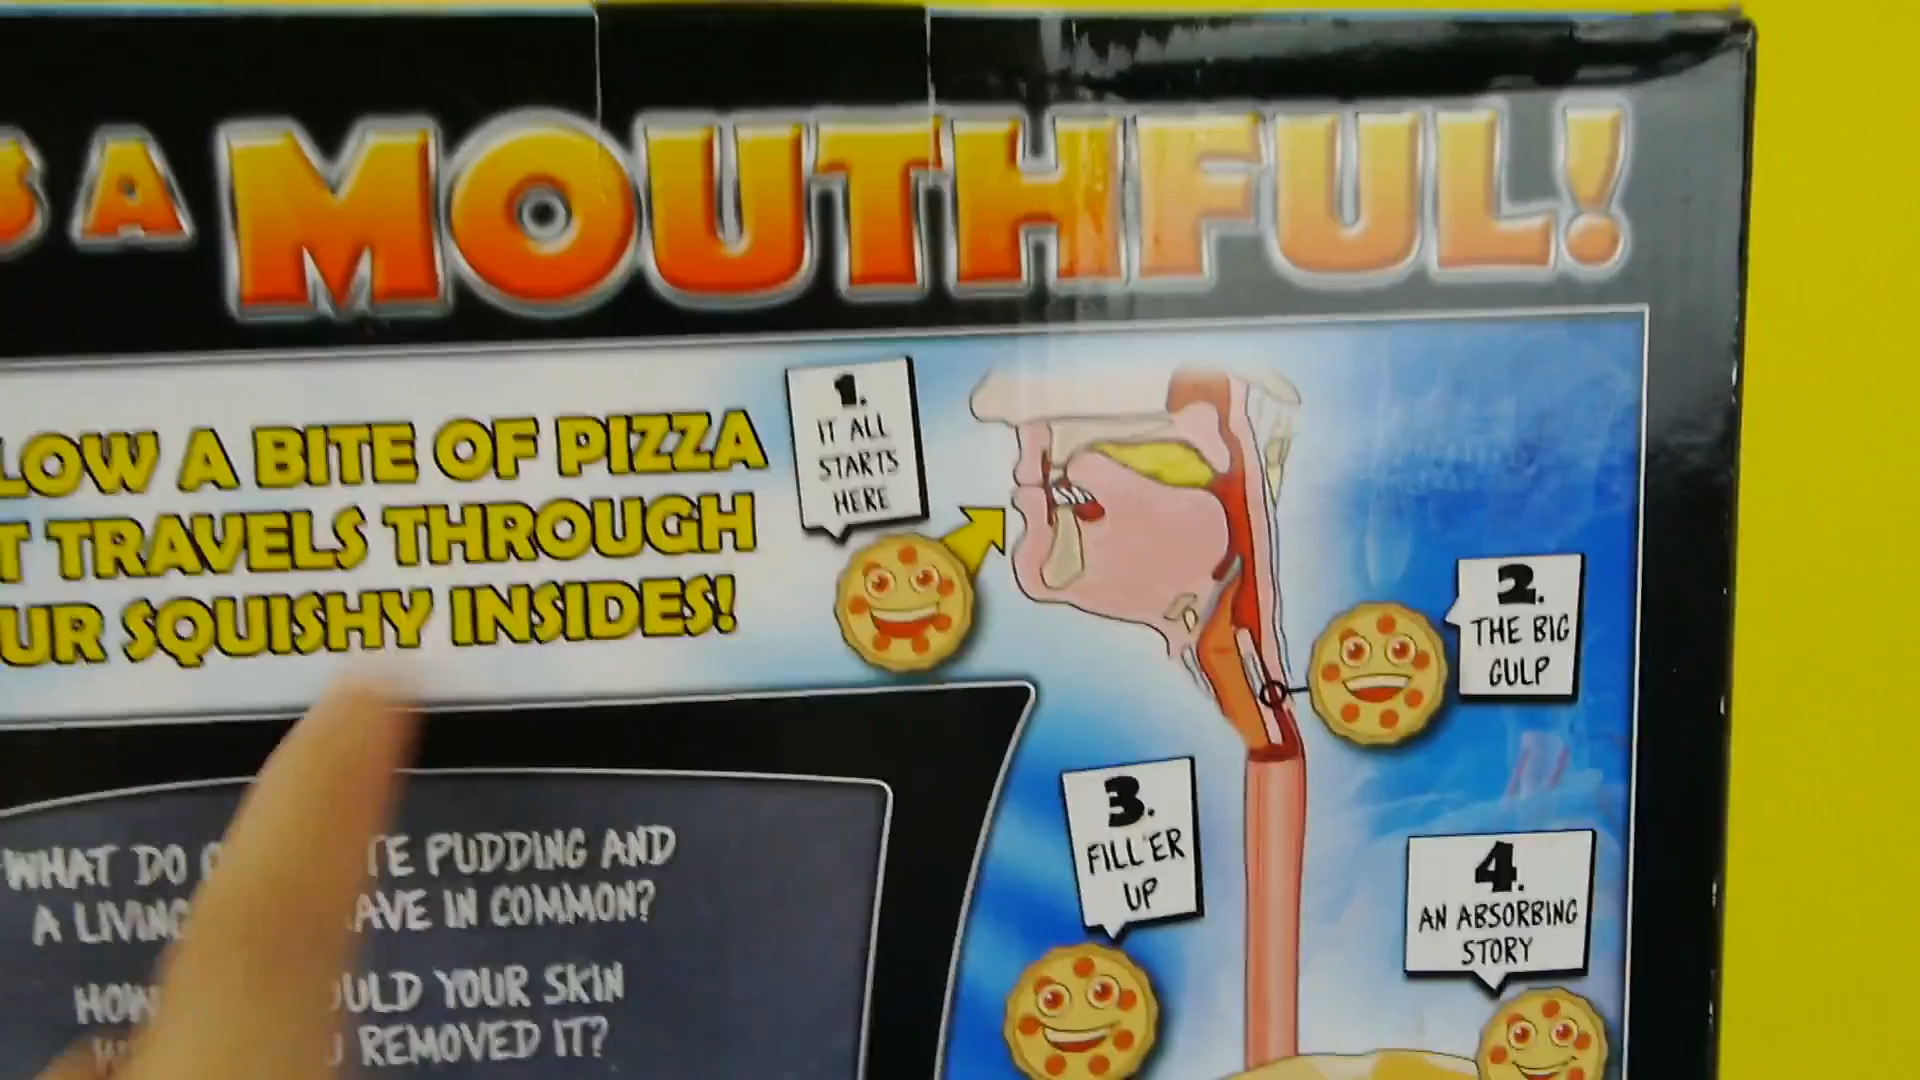 A MOUTHFUL!
LOW A BITE OF PIZZA
T TRAVELS THROUGH
UR SQUISHY INSIDES!
1.
IT ALL
STARTS
HERE
2.
THE BIG
GULP
3.
FILL'ER
UP
4.
AN ABSORBING
STORY
WHAT DO TE PUDDING AND
A LIVING AVE IN COMMON?
HOW ULD YOUR SKIN
REMOVED IT?